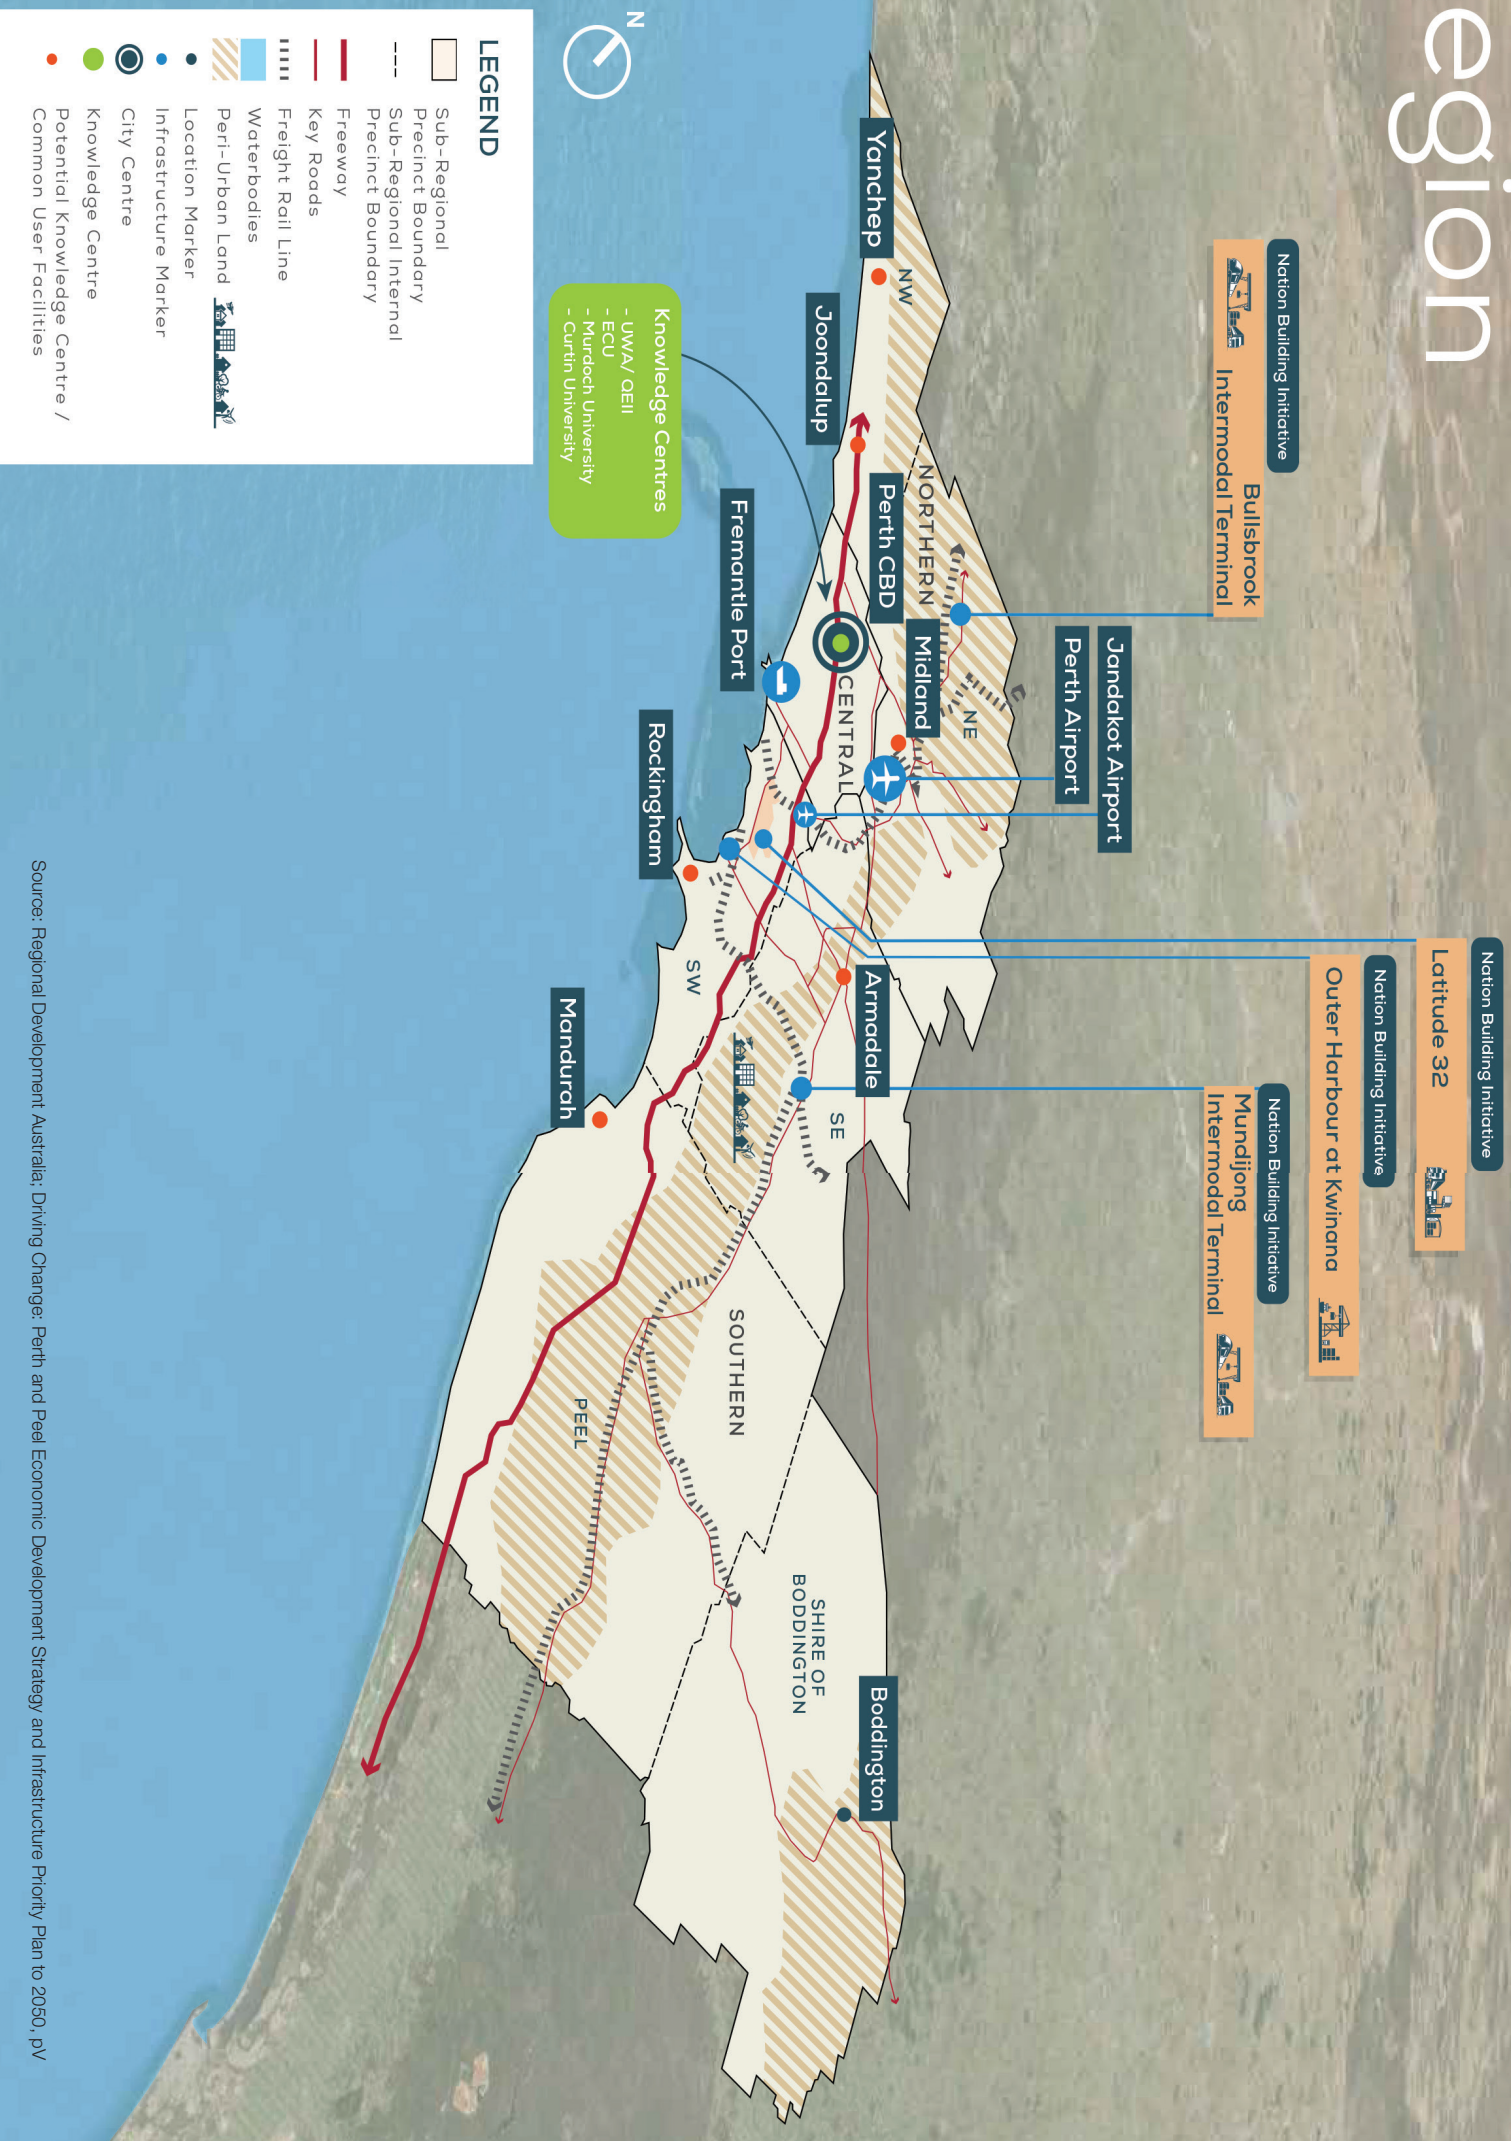 egion
Nation Building Initiative
Bullsbrook
Intermodal Terminal
Nation Building Initiative
Latitude 32
Nation Building Initiative
Outer Harbour at Kwinana
Nation Building Initiative
Mundijong
Intermodal Terminal
Jandakot Airport
Perth Airport
Yanchep
NW
Joondalup
NORTHERN
Perth CBD
Midland
NE
CENTRAL
Fremantle Port
Rockingham
Armadale
SW
SE
Mandurah
SOUTHERN
PEEL
SHIRE OF
BODDINGTON
Boddington
Knowledge Centres
- UWA/ QEII
- ECU
- Murdoch University
- Curtin University
N
LEGEND
Sub-Regional
Precinct Boundary
Sub-Regional Internal
Precinct Boundary
Freeway
Key Roads
Freight Rail Line
Waterbodies
Peri-Urban Land
Location Marker
Infrastructure Marker
City Centre
Knowledge Centre
Potential Knowledge Centre /
Common User Facilities
Source: Regional Development Australia; Driving Change: Perth and Peel Economic Development Strategy and Infrastructure Priority Plan to 2050, pV